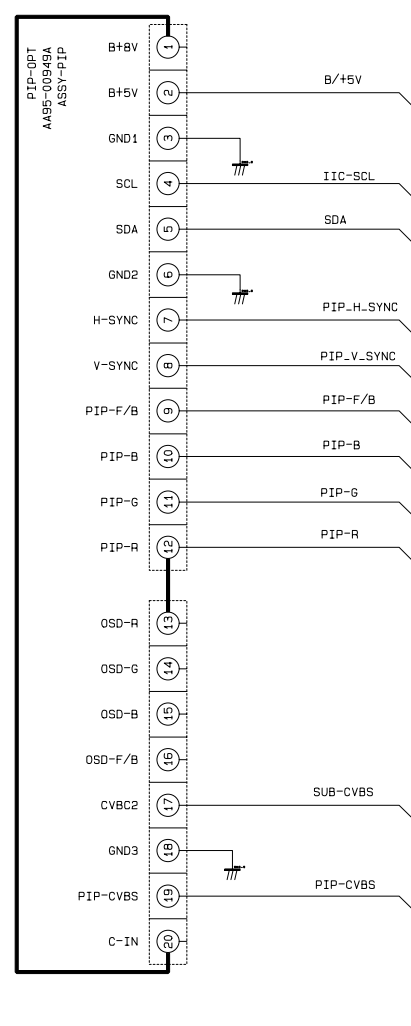 PIP-OPT
AA95-00949A
ASSY-PIP
B+8V 1
B+5V 2 B/+5V
GND1 3
SCL 4 IIC-SCL
SDA 5 SDA
GND2 6
H-SYNC 7 PIP_H_SYNC
V-SYNC 8 PIP_V_SYNC
PIP-F/B 9 PIP-F/B
PIP-B 10 PIP-B
PIP-G 11 PIP-G
PIP-R 12 PIP-R
OSD-R 13
OSD-G 14
OSD-B 15
OSD-F/B 16
CVBC2 17 SUB-CVBS
GND3 18
PIP-CVBS 19 PIP-CVBS
C-IN 20